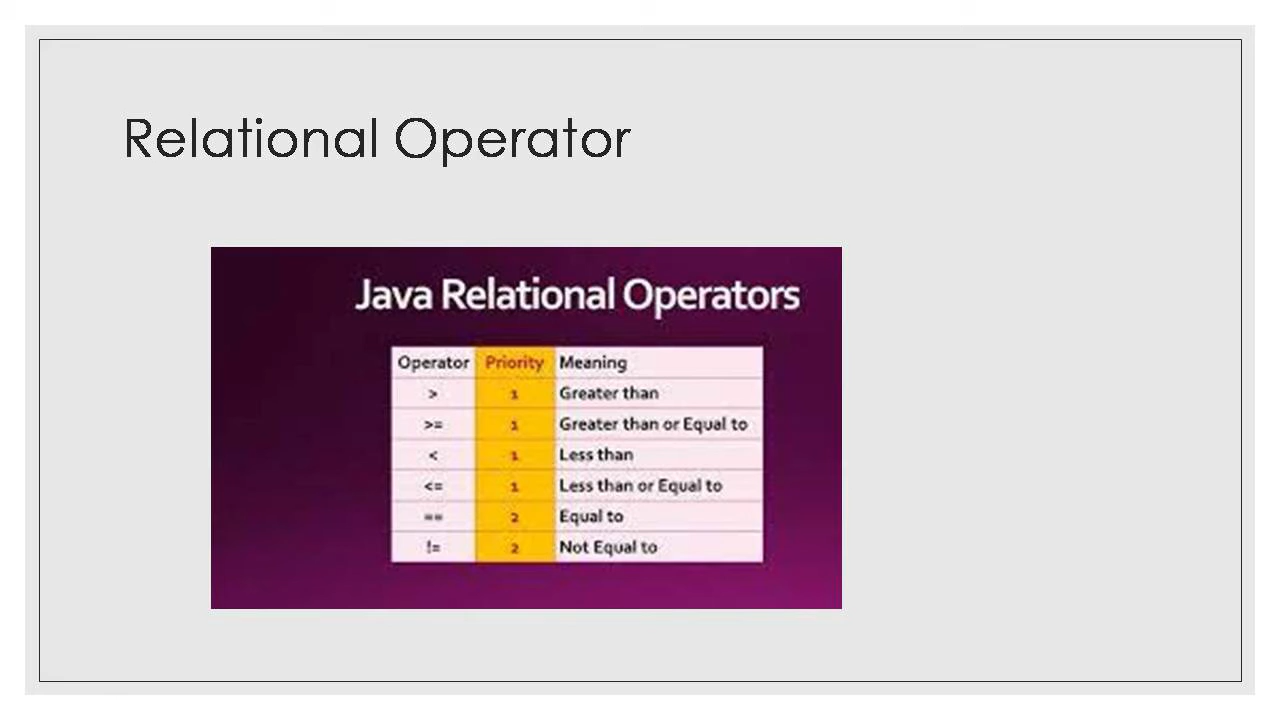 Relational Operator
Java Relational Operators
Operator Priority Meaning
> 1 Greater than
>= 1 Greater than or Equal to
< 1 Less than
<= 1 Less than or Equal to
== 2 Equal to
!= 2 Not Equal to